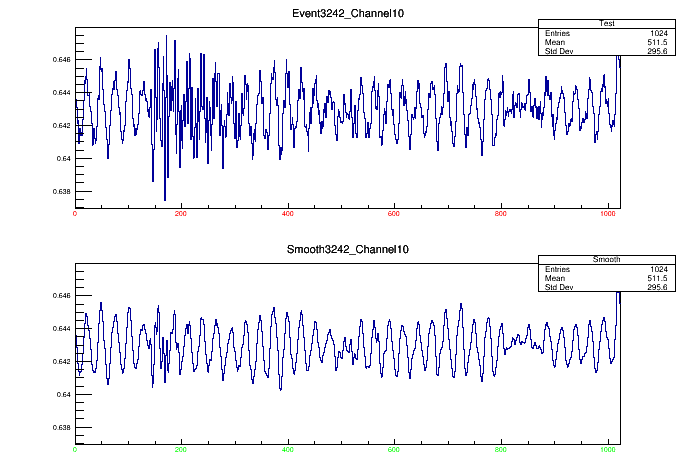 Event3242_Channel10
Test
Entries 1024
Mean 511.5
Std Dev 295.6
0.646
0.644
0.642
0.64
0.638
0 200 400 600 800 1000
Smooth3242_Channel10
Smooth
Entries 1024
Mean 511.5
Std Dev 295.6
0.646
0.644
0.642
0.64
0.638
0 200 400 600 800 1000